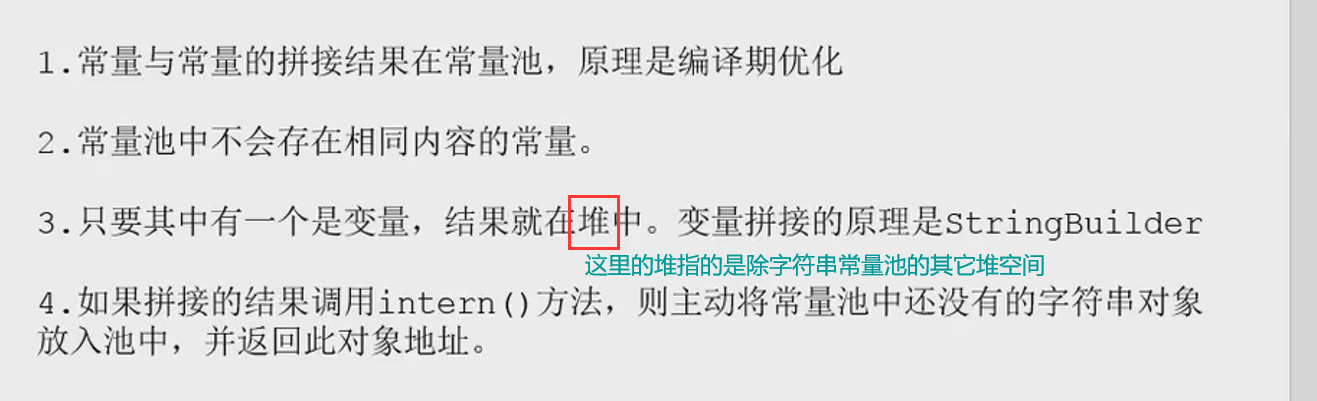 1.常量与常量的拼接结果在常量池，原理是编译期优化
2.常量池中不会存在相同内容的常量。
3.只要其中有一个是变量，结果就在堆中。变量拼接的原理是StringBuilder
这里的堆指的是除字符串常量池的其它堆空间
4.如果拼接的结果调用intern()方法，则主动将常量池中还没有的字符串对象
放入池中，并返回此对象地址。